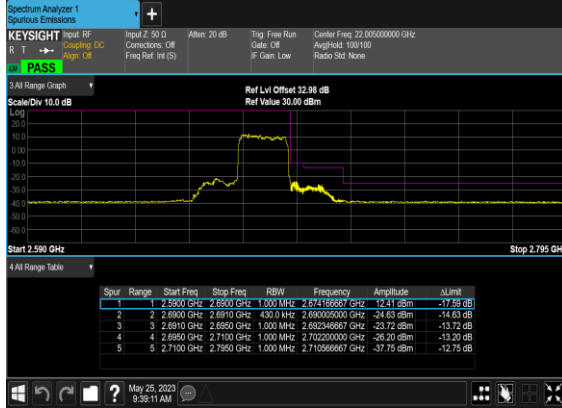 Spectrum Analyzer 1
Spurious Emissions
+
KEYSIGHT Input: RF Input Z: 50 Ω Atten: 20 dB Trig: Free Run Center Freq: 22.005000000 GHz
R T Coupling: DC Corrections: Off Gate: Off Avg|Hold: 100/100
Align: Off Freq Ref: Int (S) IF Gain: Low Radio Std: None
PASS
3 All Range Graph
Ref Lvl Offset 32.98 dB
Scale/Div 10.0 dB Ref Value 30.00 dBm
Log
20.0
10.0
0.00
-10.0
-20.0
-30.0
-40.0
-50.0
-60.0
Start 2.590 GHz Stop 2.795 GH
4 All Range Table
Spur Range Start Freq Stop Freq RBW Frequency Amplitude ΔLimit
1 1 2.5900 GHz 2.6900 GHz 1.000 MHz 2.674166667 GHz 12.41 dBm -17.59 dB
2 2 2.6900 GHz 2.6910 GHz 430.0 kHz 2.690005000 GHz -24.63 dBm -14.63 dB
3 3 2.6910 GHz 2.6950 GHz 1.000 MHz 2.692346667 GHz -23.72 dBm -13.72 dB
4 4 2.6950 GHz 2.7100 GHz 1.000 MHz 2.702200000 GHz -26.20 dBm -13.20 dB
5 5 2.7100 GHz 2.7950 GHz 1.000 MHz 2.710566667 GHz -37.75 dBm -12.75 dB
? May 25, 2023
9:39:11 AM